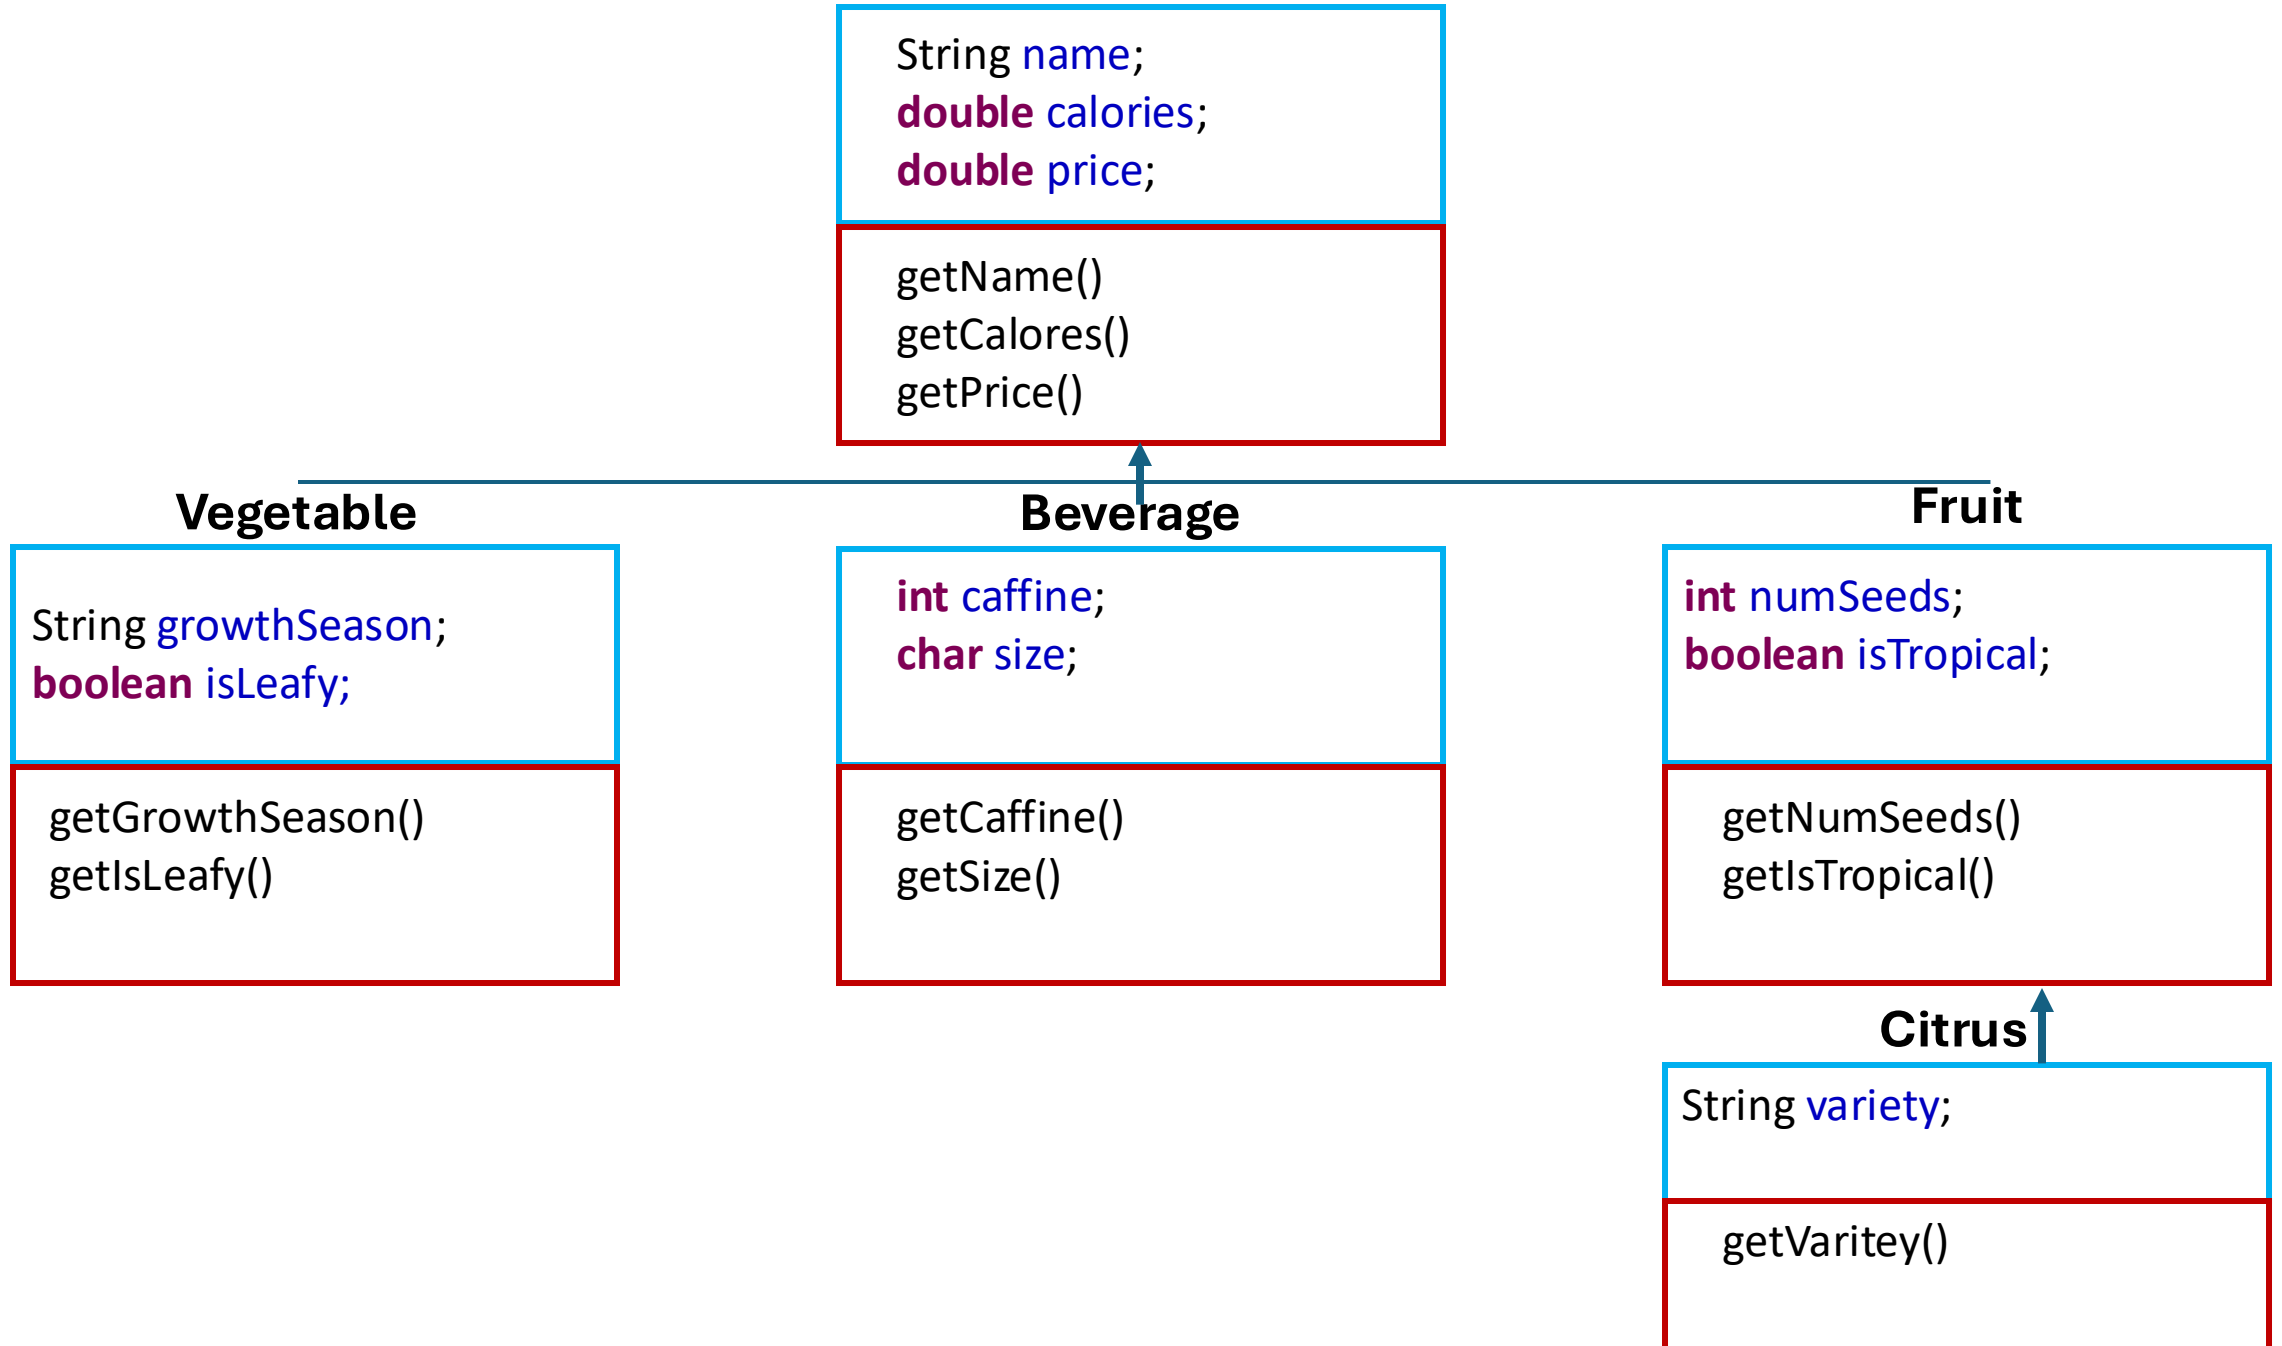 String name;
double calories;
double price;
getName()
getCalores()
getPrice()
Vegetable
String growthSeason;
boolean isLeafy;
getGrowthSeason()
getIsLeafy()
Beverage
int caffine;
char size;
getCaffine()
getSize()
Fruit
int numSeeds;
boolean isTropical;
getNumSeeds()
getIsTropical()
Citrus
String variety;
getVaritey()